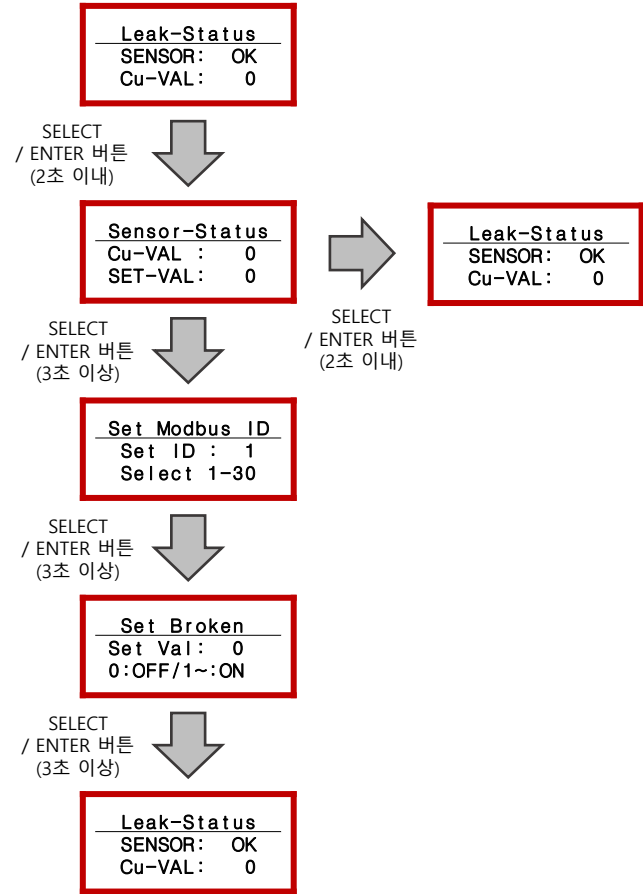 Leak-Status
SENSOR: OK
Cu-VAL: 0
SELECT
/ ENTER 버튼
(2초 이내)
Sensor-Status
Cu-VAL : 0
SET-VAL: 0
SELECT
/ ENTER 버튼
(2초 이내)
Leak-Status
SENSOR: OK
Cu-VAL: 0
SELECT
/ ENTER 버튼
(3초 이상)
Set Modbus ID
Set ID : 1
Select 1-30
SELECT
/ ENTER 버튼
(3초 이상)
Set Broken
Set Val: 0
0:OFF/1~:ON
SELECT
/ ENTER 버튼
(3초 이상)
Leak-Status
SENSOR: OK
Cu-VAL: 0